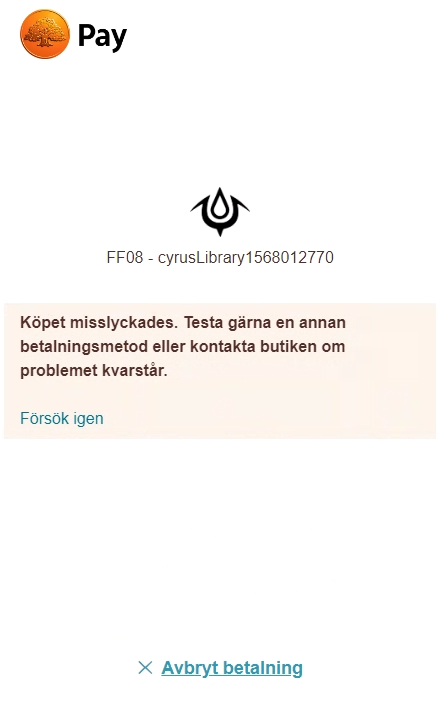 Pay
FF08 - cyrusLibrary1568012770
Köpet misslyckades. Testa gärna en annan
betalningsmetod eller kontakta butiken om
problemet kvarstår.
Försök igen
Avbryt betalning